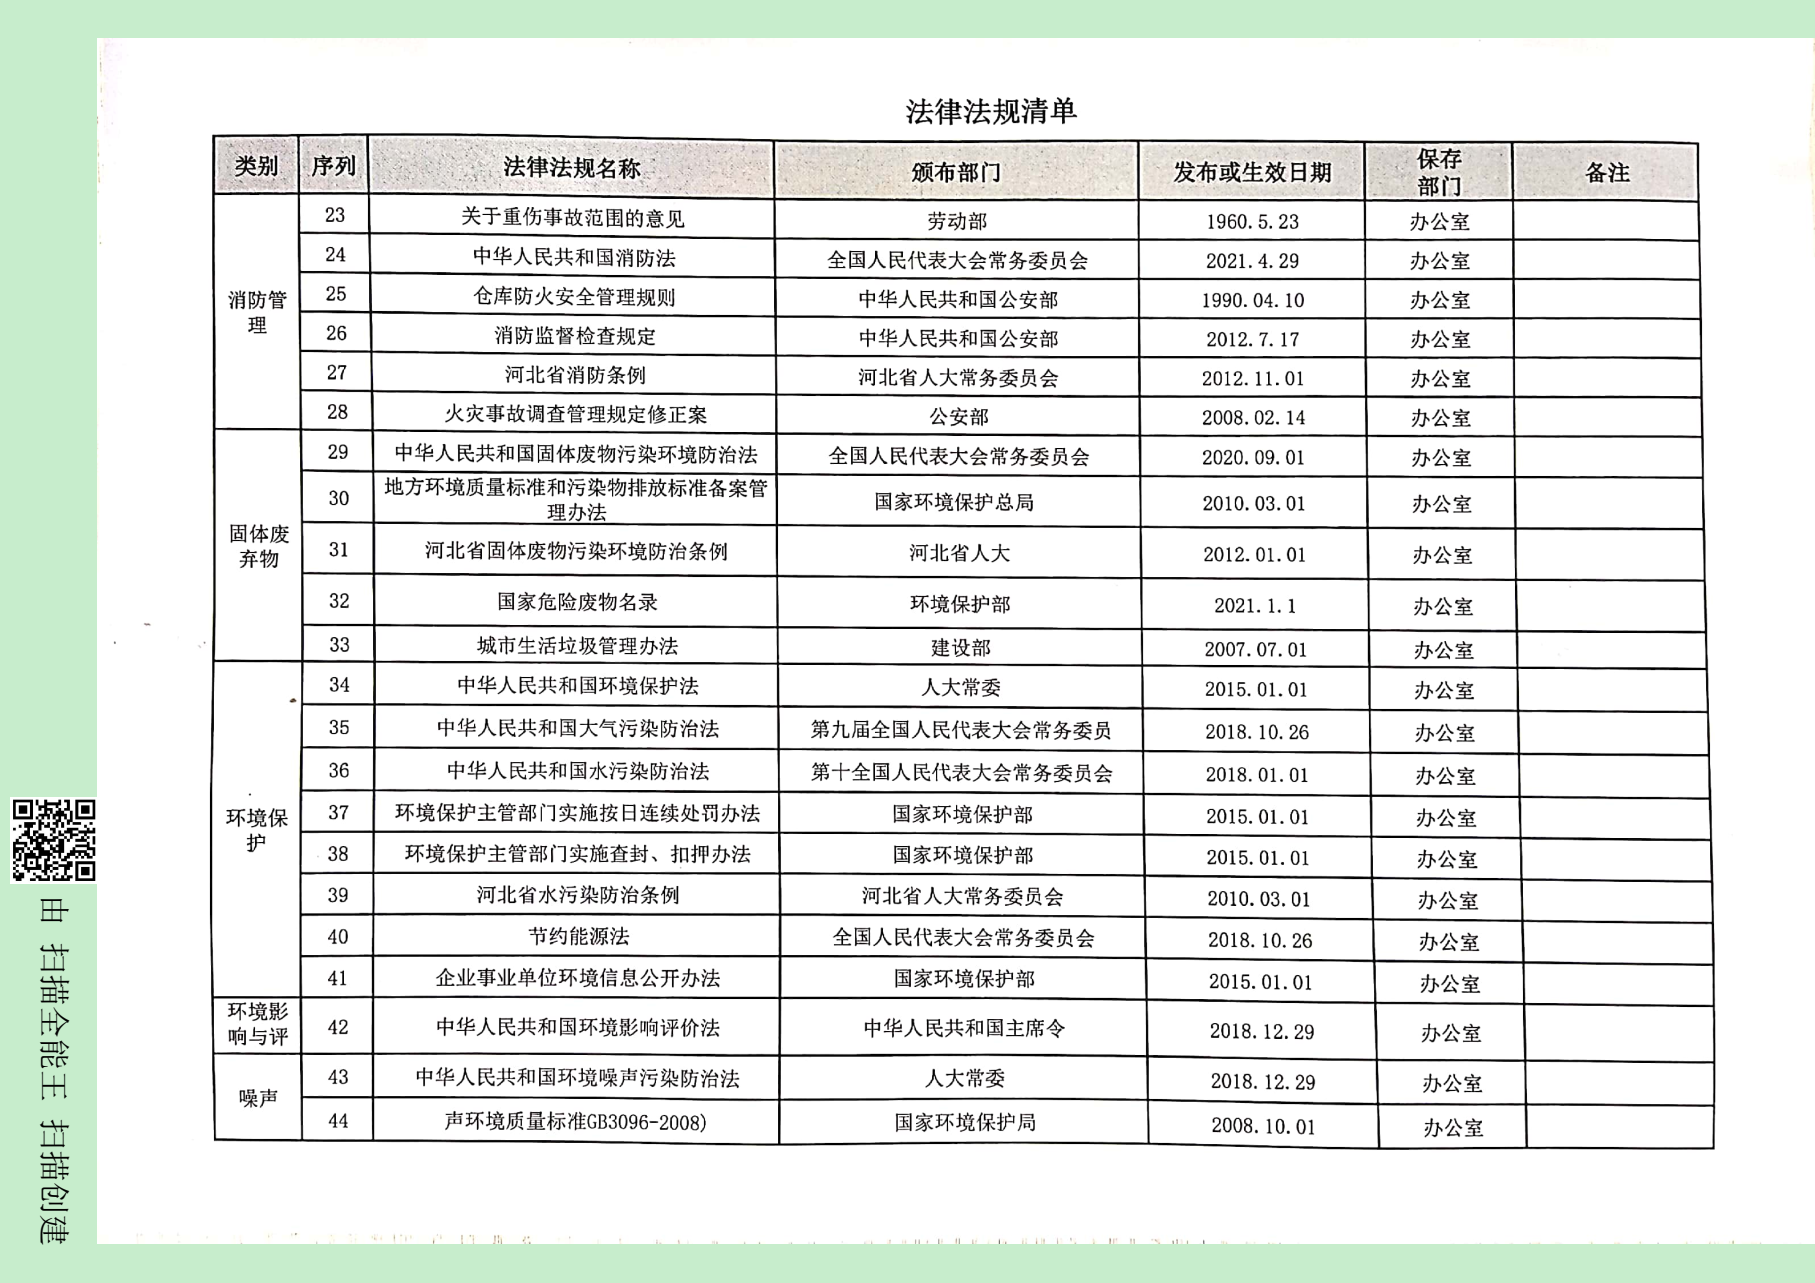 法律法规清单
类别 序列 法律法规名称 颁布部门 发布或生效日期 保存部门 备注
消防管理
23 关于重伤事故范围的意见 劳动部 1960.5.23 办公室
24 中华人民共和国消防法 全国人民代表大会常务委员会 2021.4.29 办公室
25 仓库防火安全管理规则 中华人民共和国公安部 1990.04.10 办公室
26 消防监督检查规定 中华人民共和国公安部 2012.7.17 办公室
27 河北省消防条例 河北省人大常务委员会 2012.11.01 办公室
28 火灾事故调查管理规定修正案 公安部 2008.02.14 办公室
固体废弃物
29 中华人民共和国固体废物污染环境防治法 全国人民代表大会常务委员会 2020.09.01 办公室
30 地方环境质量标准和污染物排放标准备案管理办法 国家环境保护总局 2010.03.01 办公室
31 河北省固体废物污染环境防治条例 河北省人大 2012.01.01 办公室
32 国家危险废物名录 环境保护部 2021.1.1 办公室
33 城市生活垃圾管理办法 建设部 2007.07.01 办公室
环境保护
34 中华人民共和国环境保护法 人大常委 2015.01.01 办公室
35 中华人民共和国大气污染防治法 第九届全国人民代表大会常务委员 2018.10.26 办公室
36 中华人民共和国水污染防治法 第十全国人民代表大会常务委员会 2018.01.01 办公室
37 环境保护主管部门实施按日连续处罚办法 国家环境保护部 2015.01.01 办公室
38 环境保护主管部门实施查封、扣押办法 国家环境保护部 2015.01.01 办公室
39 河北省水污染防治条例 河北省人大常务委员会 2010.03.01 办公室
40 节约能源法 全国人民代表大会常务委员会 2018.10.26 办公室
41 企业事业单位环境信息公开办法 国家环境保护部 2015.01.01 办公室
环境影响与评
42 中华人民共和国环境影响评价法 中华人民共和国主席令 2018.12.29 办公室
噪声
43 中华人民共和国环境噪声污染防治法 人大常委 2018.12.29 办公室
44 声环境质量标准GB3096-2008) 国家环境保护局 2008.10.01 办公室
由 扫描全能王 扫描创建